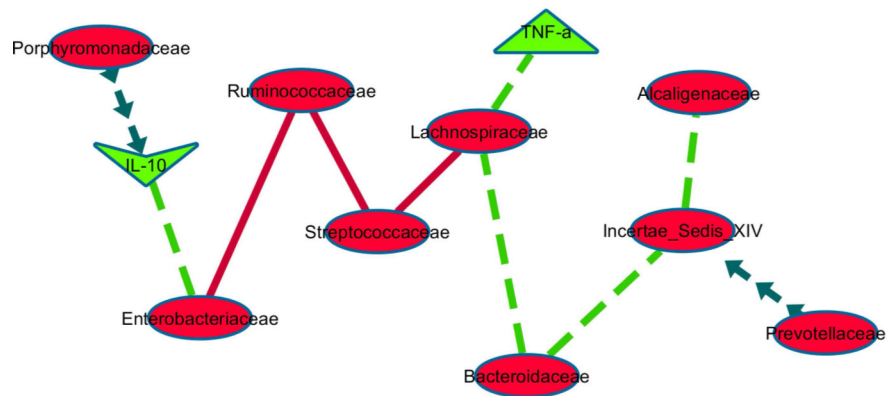 TNF-a
Porphyromonadaceae
Ruminococcaceae
Alcaligenaceae
Lachnospiraceae
IL-10
Streptococcaceae
Incertae_Sedis_XIV
Enterobacteriaceae
Prevotellaceae
Bacteroidaceae